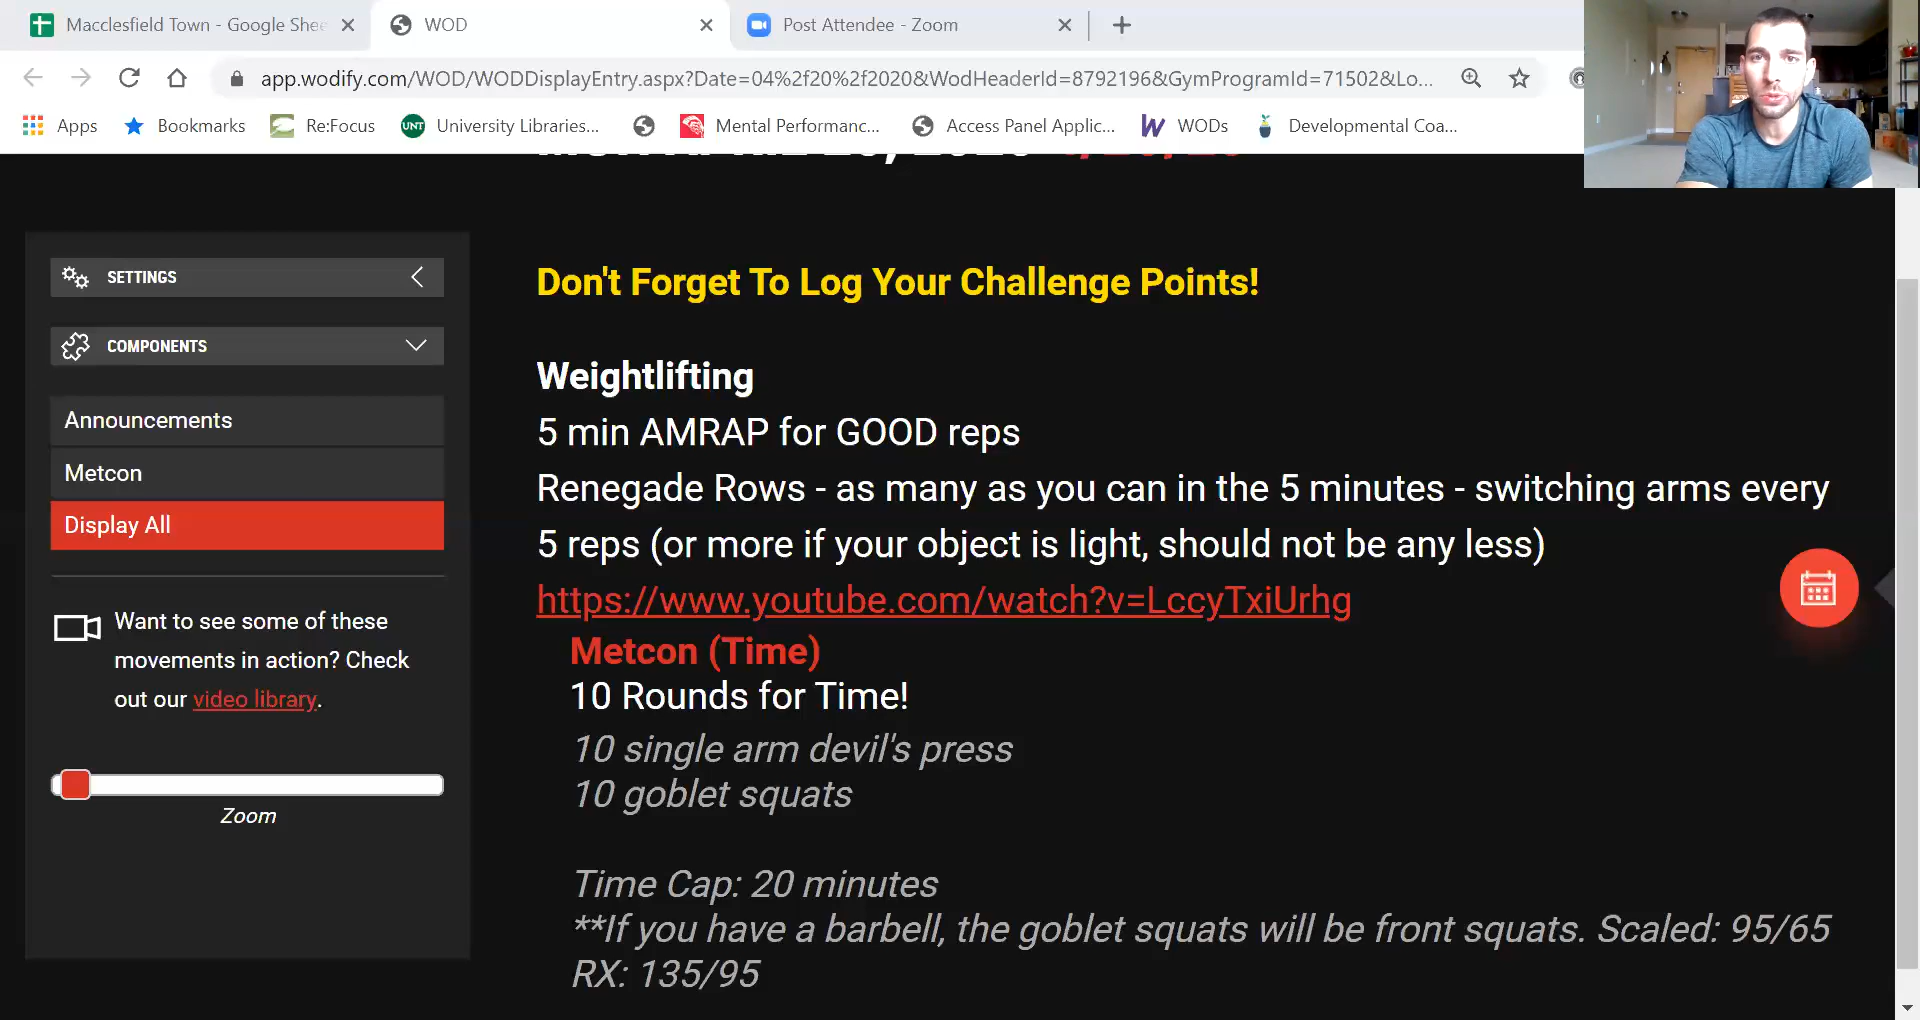 Macclesfield Town - Google Shee
WOD
Post Attendee - Zoom
app.wodify.com/WOD/WODDisplayEntry.aspx?Date=04%2f20%2f2020&WodHeaderId=8792196&GymProgramId=71502&Lo...
Apps
Bookmarks
Re:Focus
UNT
University Libraries...
Mental Performanc...
Access Panel Applic...
W WODs
Developmental Coa...
SETTINGS
COMPONENTS
Announcements
Metcon
Display All
Want to see some of these
movements in action? Check
out our video library.
Zoom
Don't Forget To Log Your Challenge Points!
Weightlifting
5 min AMRAP for GOOD reps
Renegade Rows - as many as you can in the 5 minutes - switching arms every
5 reps (or more if your object is light, should not be any less)
https://www.youtube.com/watch?v=LccyTxiUrhg
Metcon (Time)
10 Rounds for Time!
10 single arm devil's press
10 goblet squats
Time Cap: 20 minutes
**If you have a barbell, the goblet squats will be front squats. Scaled: 95/65
RX: 135/95